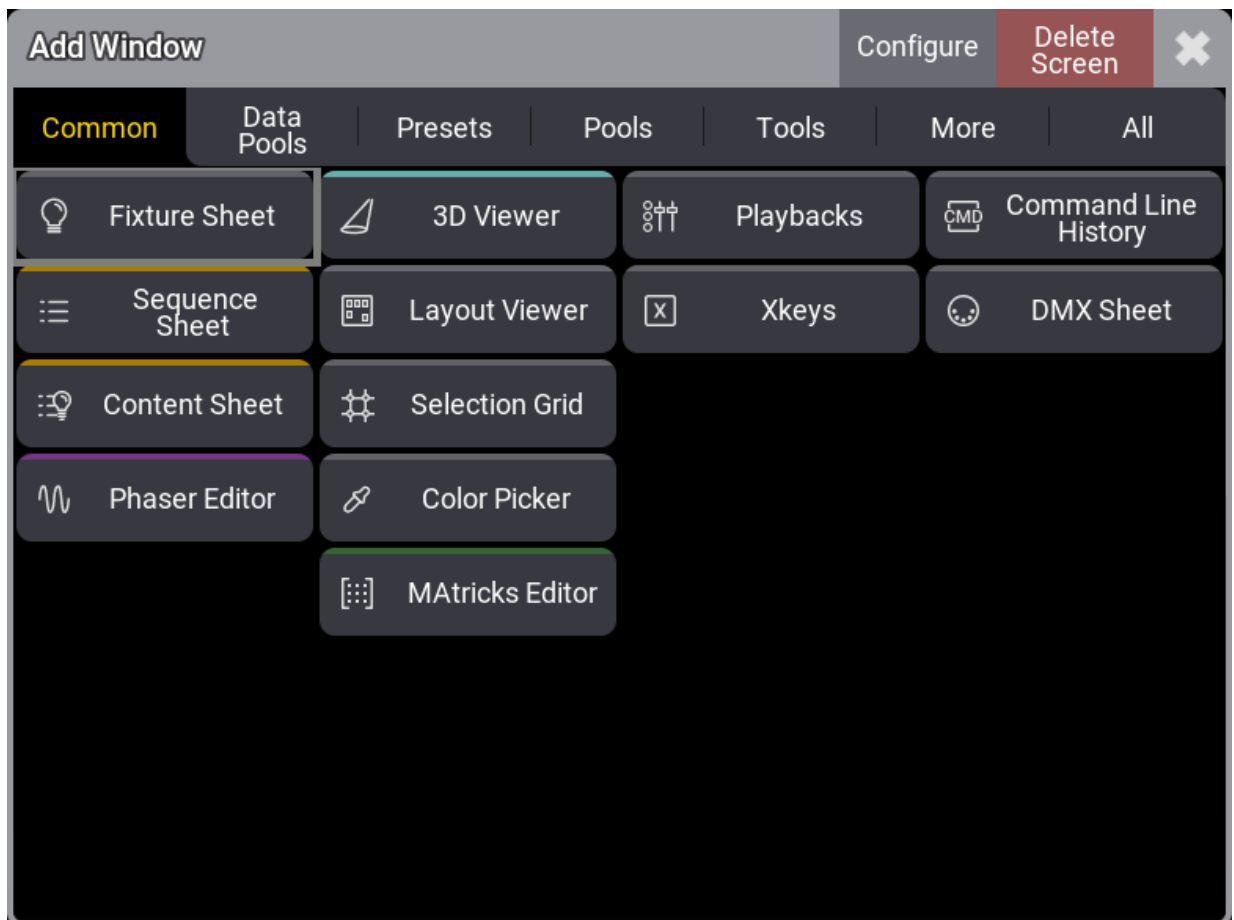 Add Window
Configure
Delete
Screen
Common
Data
Pools
Presets
Pools
Tools
More
All
Fixture Sheet
3D Viewer
Playbacks
CMD
Command Line
History
Sequence
Sheet
Layout Viewer
X
Xkeys
DMX Sheet
Content Sheet
Selection Grid
Phaser Editor
Color Picker
MAtricks Editor